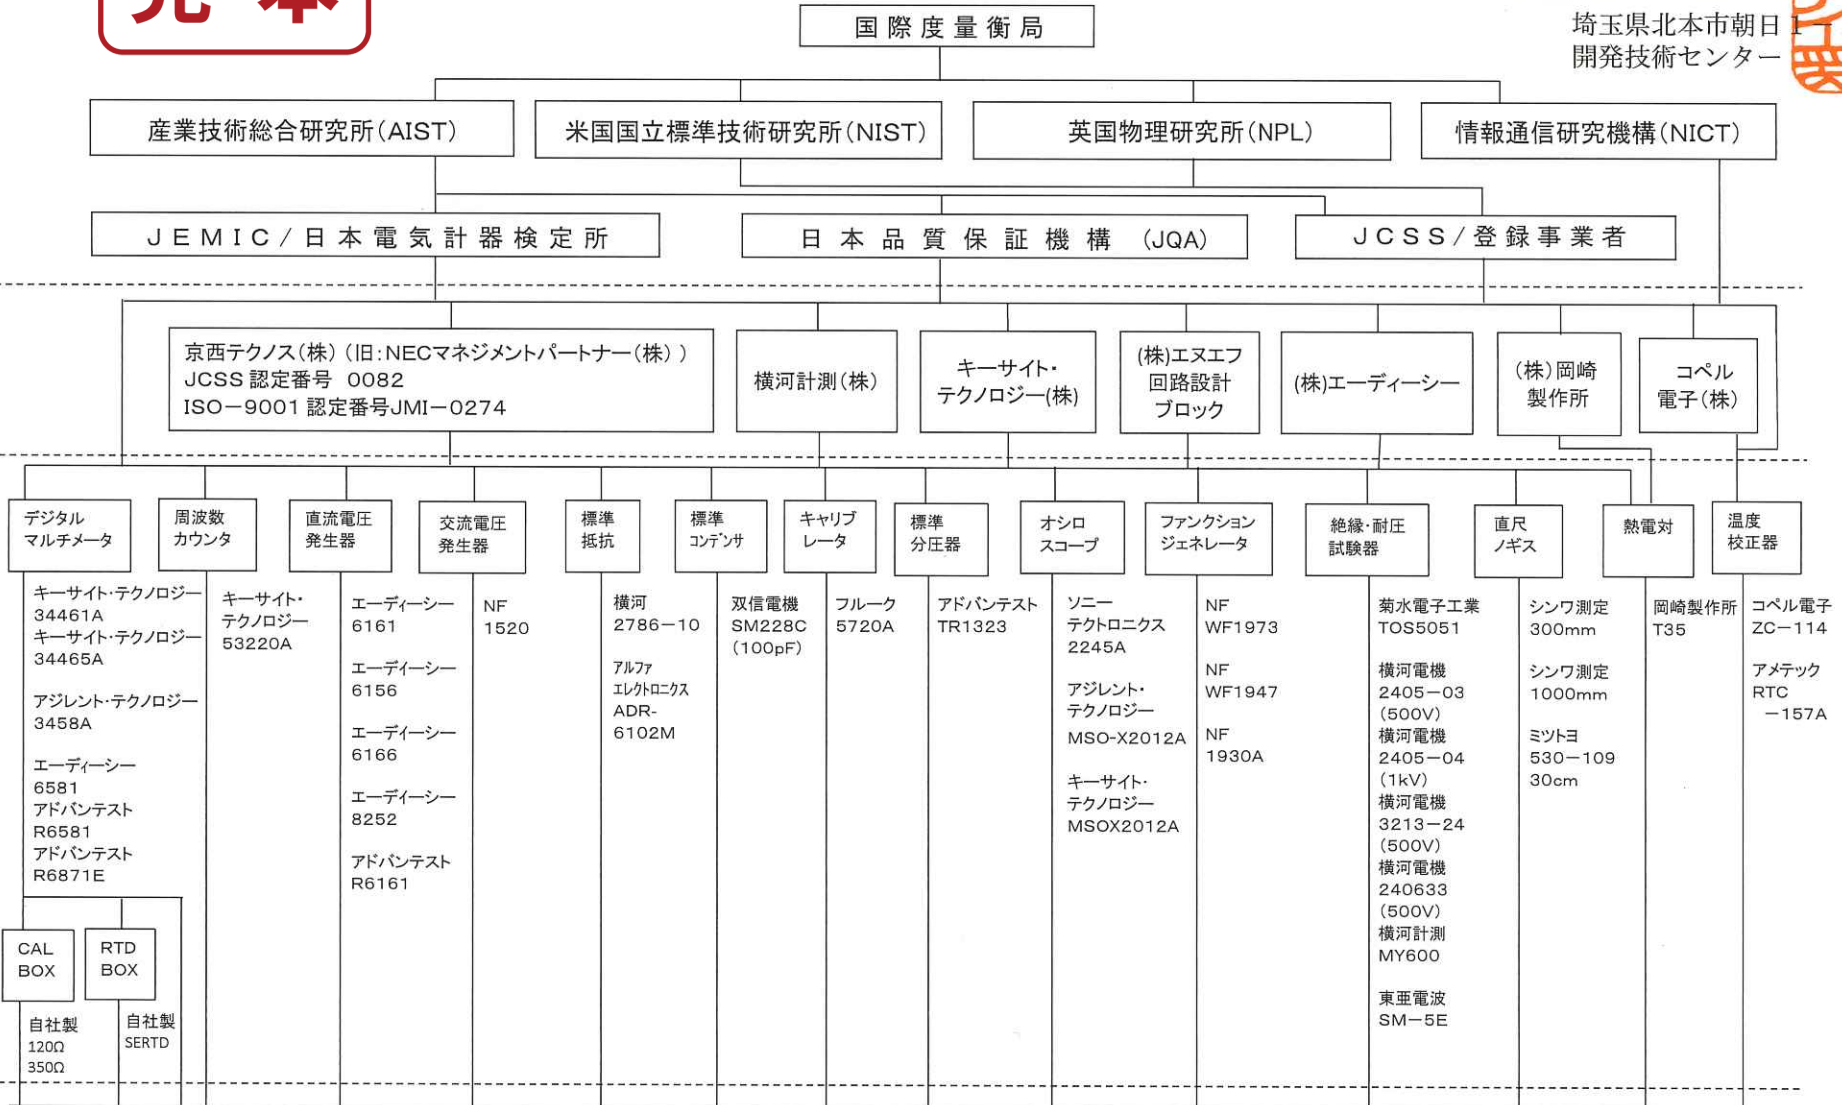 見本
国際度量衡局
埼玉県北本市朝日1－
開発技術センター
産業技術総合研究所(AIST)
米国国立標準技術研究所(NIST)
英国物理研究所(NPL)
情報通信研究機構(NICT)
JEMIC/日本電気計器検定所
日本品質保証機構 (JQA)
JCSS/登録事業者
京西テクノス(株)(旧:NECマネジメントパートナー(株))
JCSS 認定番号 0082
ISO－9001 認定番号JMI－0274
横河計測(株)
キーサイト・
テクノロジー(株)
(株)エヌエフ
回路設計
ブロック
(株)エーディーシー
(株)岡崎
製作所
コペル
電子(株)
デジタル
マルチメータ
周波数
カウンタ
直流電圧
発生器
交流電圧
発生器
標準
抵抗
標準
コンデンサ
キャリブ
レータ
標準
分圧器
オシロ
スコープ
ファンクション
ジェネレータ
絶縁・耐圧
試験器
直尺
ノギス
熱電対
温度
校正器
キーサイト・テクノロジー
34461A
キーサイト・テクノロジー
34465A
アジレント・テクノロジー
3458A
エーディーシー
6581
アドバンテスト
R6581
アドバンテスト
R6871E
キーサイト・
テクノロジー
53220A
エーディーシー
6161
エーディーシー
6156
エーディーシー
6166
エーディーシー
8252
アドバンテスト
R6161
NF
1520
横河
2786－10
アルファ
エレクトロニクス
ADR-
6102M
双信電機
SM228C
(100pF)
フルーク
5720A
アドバンテスト
TR1323
ソニー
テクトロニクス
2245A
アジレント・
テクノロジー
MSO-X2012A
キーサイト・
テクノロジー
MSOX2012A
NF
WF1973
NF
WF1947
NF
1930A
菊水電子工業
TOS5051
横河電機
2405－03
(500V)
横河電機
2405－04
(1kV)
横河電機
3213－24
(500V)
横河電機
240633
(500V)
横河計測
MY600
東亜電波
SM－5E
シンワ測定
300mm
シンワ測定
1000mm
ミツトヨ
530－109
30cm
岡崎製作所
T35
コペル電子
ZC－114
アメテック
RTC
－157A
CAL
BOX
RTD
BOX
自社製
120Ω
350Ω
自社製
SERTD